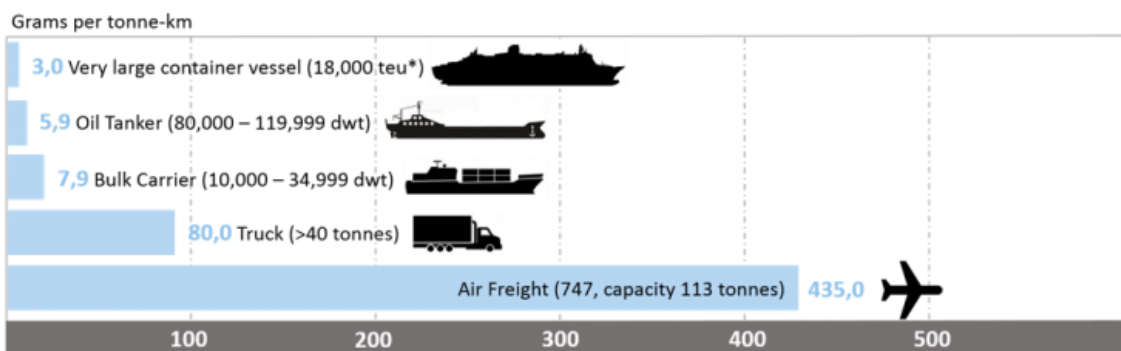 Grams per tonne-km
3,0 Very large container vessel (18,000 teu*)
5,9 Oil Tanker (80,000 – 119,999 dwt)
7,9 Bulk Carrier (10,000 – 34,999 dwt)
80,0 Truck (>40 tonnes)
Air Freight (747, capacity 113 tonnes) 435,0
100 200 300 400 500